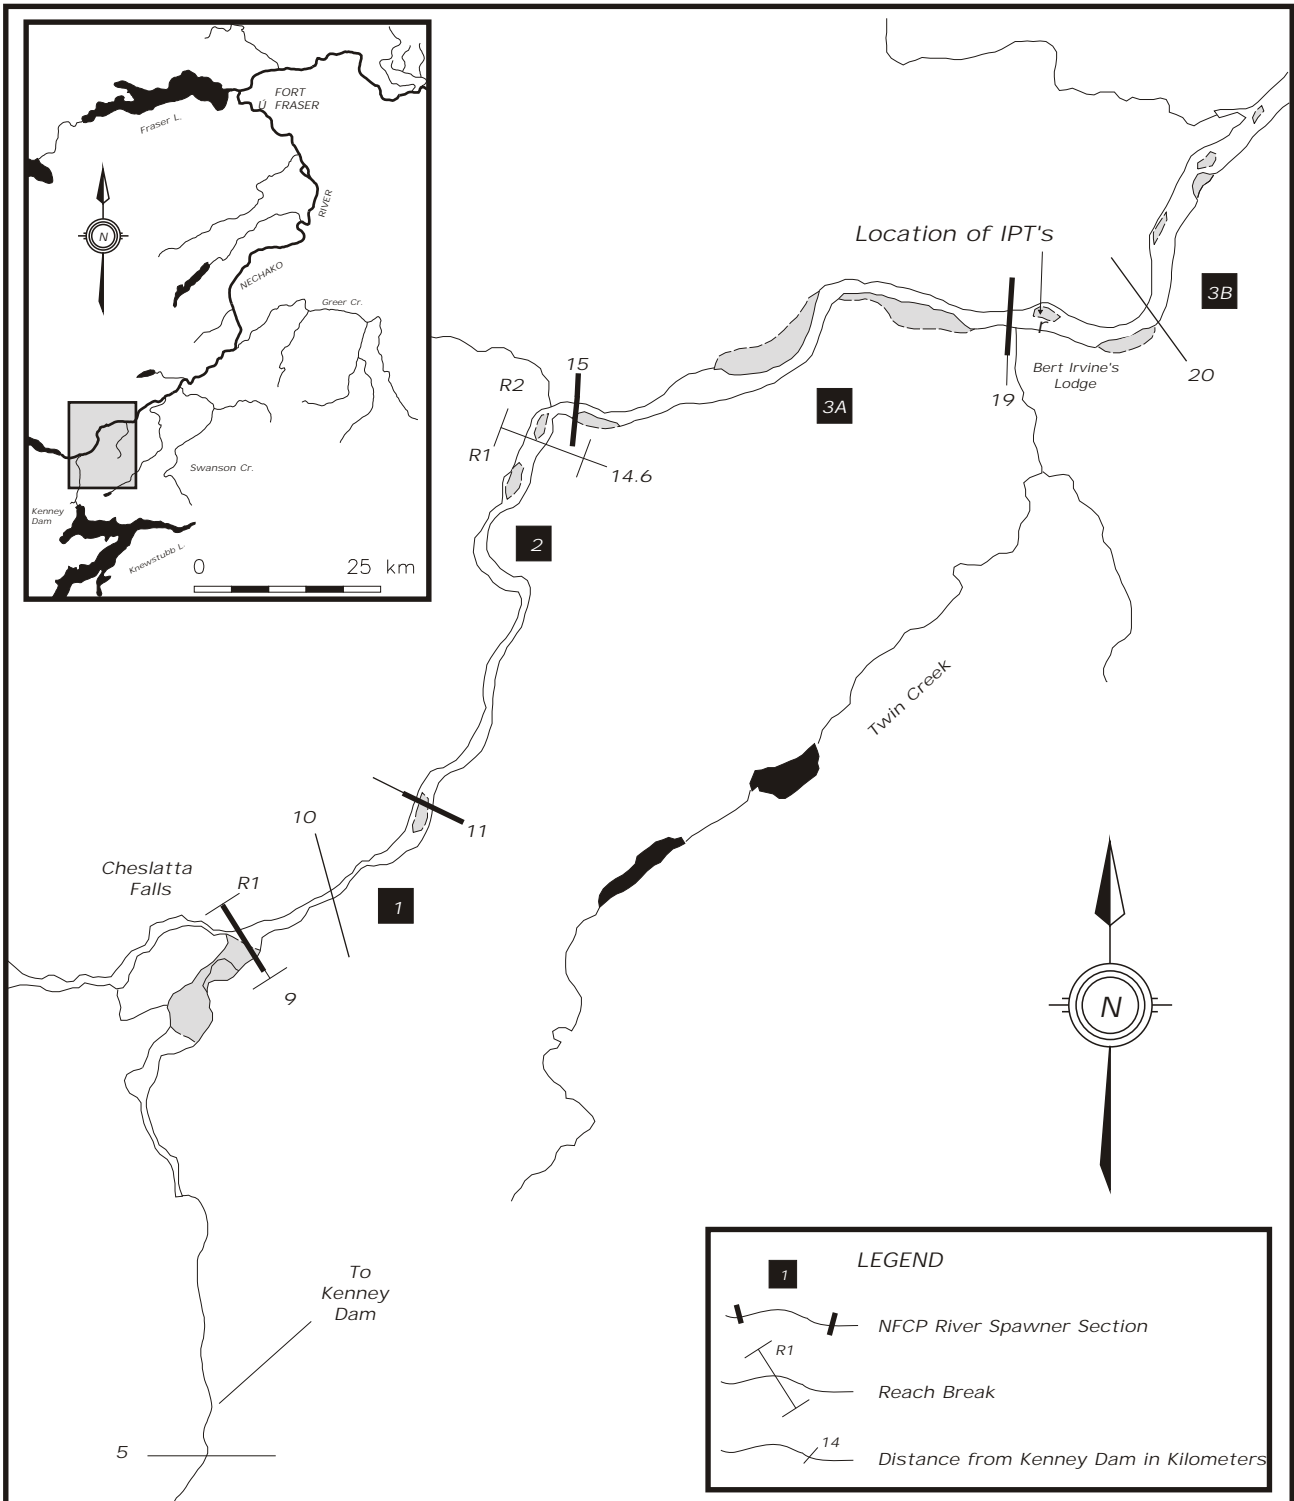 FORT
Ú FRASER
Fraser L.
N
RIVER
NECHAKO
Greer Cr.
Swanson Cr.
Kenney
Dam
Knewstubb L.
0 25 km
Location of IPT's
r
3B
Bert Irvine's
Lodge
20
19
15
R2
3A
R1
14.6
2
Twin Creek
10
11
Cheslatta
Falls
R1
1
9
N
To
Kenney
Dam
5
LEGEND
1
NFCP River Spawner Section
R1
Reach Break
14
Distance from Kenney Dam in Kilometers